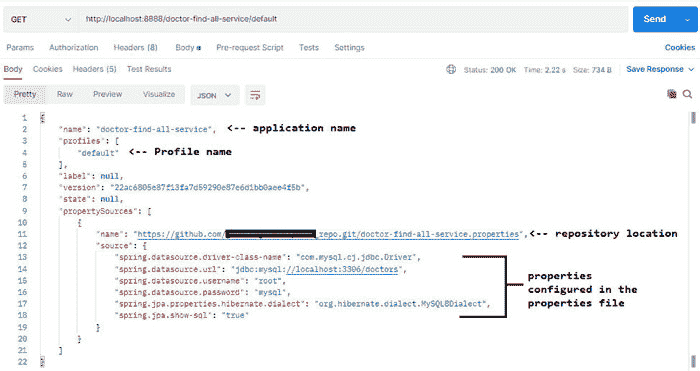 GET http://localhost:8888/doctor-find-all-service/default Send
Params Authorization Headers (8) Body Pre-request Script Tests Settings Cookies
Body Cookies Headers (5) Test Results Status: 200 OK Time: 2.22 s Size: 734 B Save Response
Pretty Raw Preview Visualize JSON
1 {
2 "name": "doctor-find-all-service", <-- application name
3 "profiles": [
4 "default" <-- Profile name
5 ],
6 "label": null,
7 "version": "22ac6805e87f13fa7d59290e87e6d1bb0aee4f5b",
8 "state": null,
9 "propertySources": [
10 {
11 "name": "https://github.com/ _repo.git/doctor-find-all-service.properties", <-- repository location
12 "source": {
13 "spring.datasource.driver-class-name": "com.mysql.cj.jdbc.Driver",
14 "spring.datasource.url": "jdbc:mysql://localhost:3306/doctors",
15 "spring.datasource.username": "root",
16 "spring.datasource.password": "mysql",
17 "spring.jpa.properties.hibernate.dialect": "org.hibernate.dialect.MySQL8Dialect",
18 "spring.jpa.show-sql": "true"
properties
configured in the
properties file
19 }
20 }
21 ]
22 }